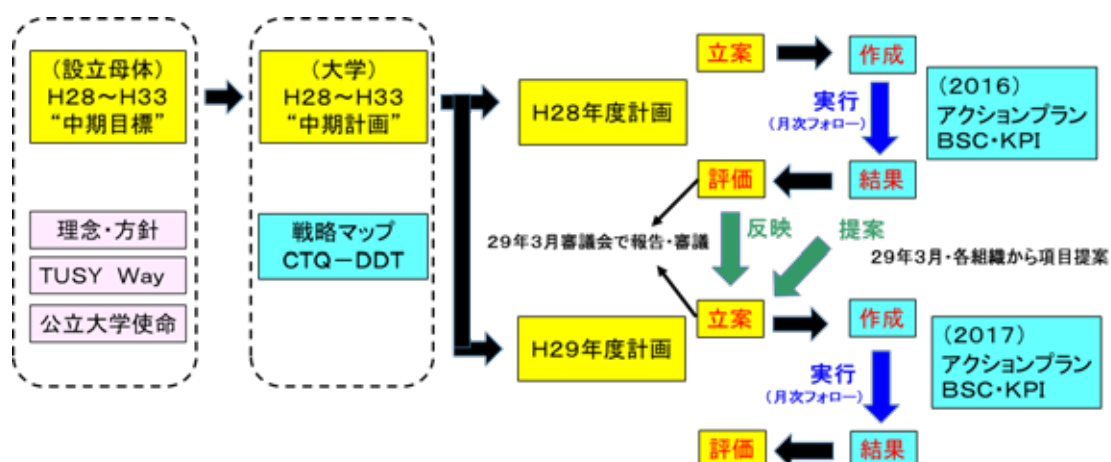 （設立母体）
H28～H33
“中期目標”
理念・方針
TUSY Way
公立大学使命
（大学）
H28～H33
“中期計画”
戦略マップ
CTQ－DDT
H28年度計画
立案
作成
実行
（月次フォロー）
（2016）
アクションプラン
BSC・KPI
評価
結果
29年3月審議会で報告・審議
反映
提案
29年3月・各組織から項目提案
H29年度計画
立案
作成
実行
（月次フォロー）
（2017）
アクションプラン
BSC・KPI
評価
結果